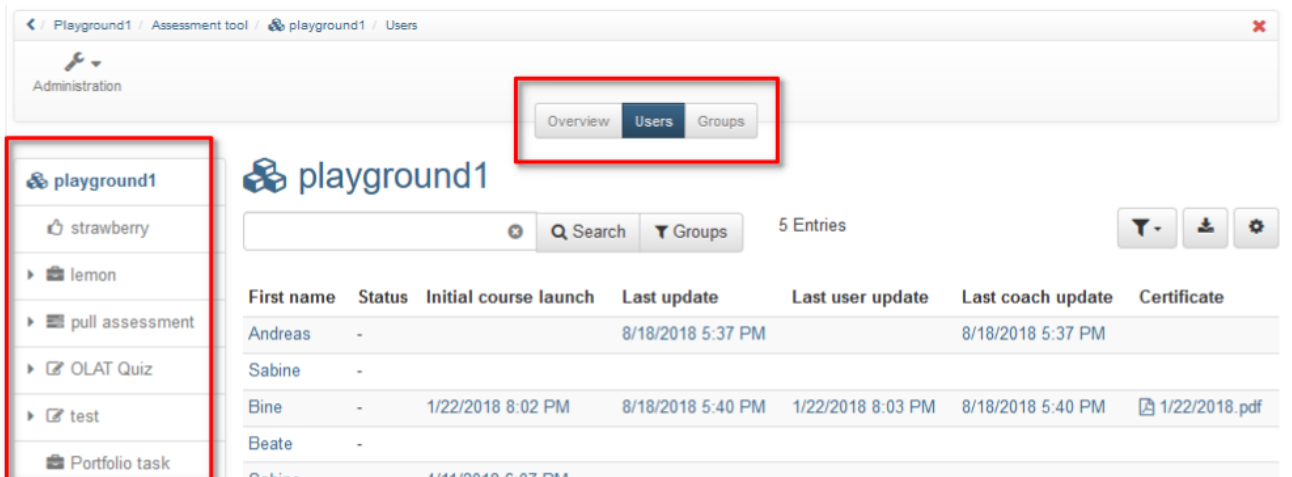 / Playground1 / Assessment tool / playground1 / Users
Administration
Overview Users Groups
playground1
strawberry
lemon
pull assessment
OLAT Quiz
test
Portfolio task
playground1
Search Groups 5 Entries
First name Status Initial course launch Last update Last user update Last coach update Certificate
Andreas - 8/18/2018 5:37 PM 8/18/2018 5:37 PM
Sabine -
Bine - 1/22/2018 8:02 PM 8/18/2018 5:40 PM 1/22/2018 8:03 PM 8/18/2018 5:40 PM 1/22/2018.pdf
Beate -